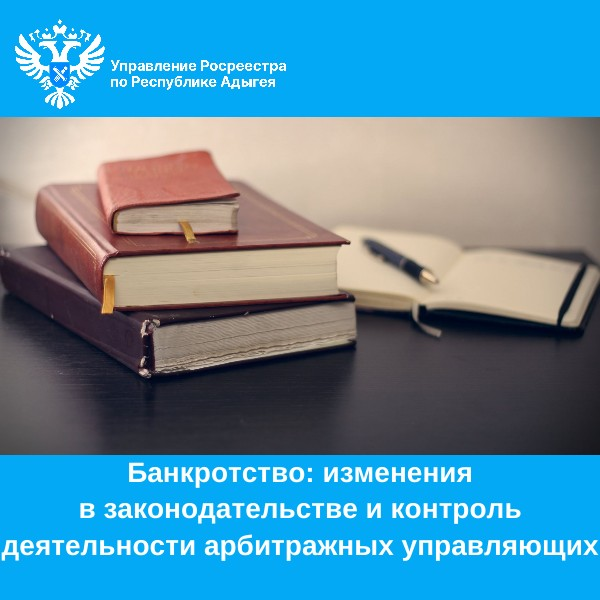 Управление Росреестра
по Республике Адыгея
Банкротство: изменения
в законодательстве и контроль
деятельности арбитражных управляющих